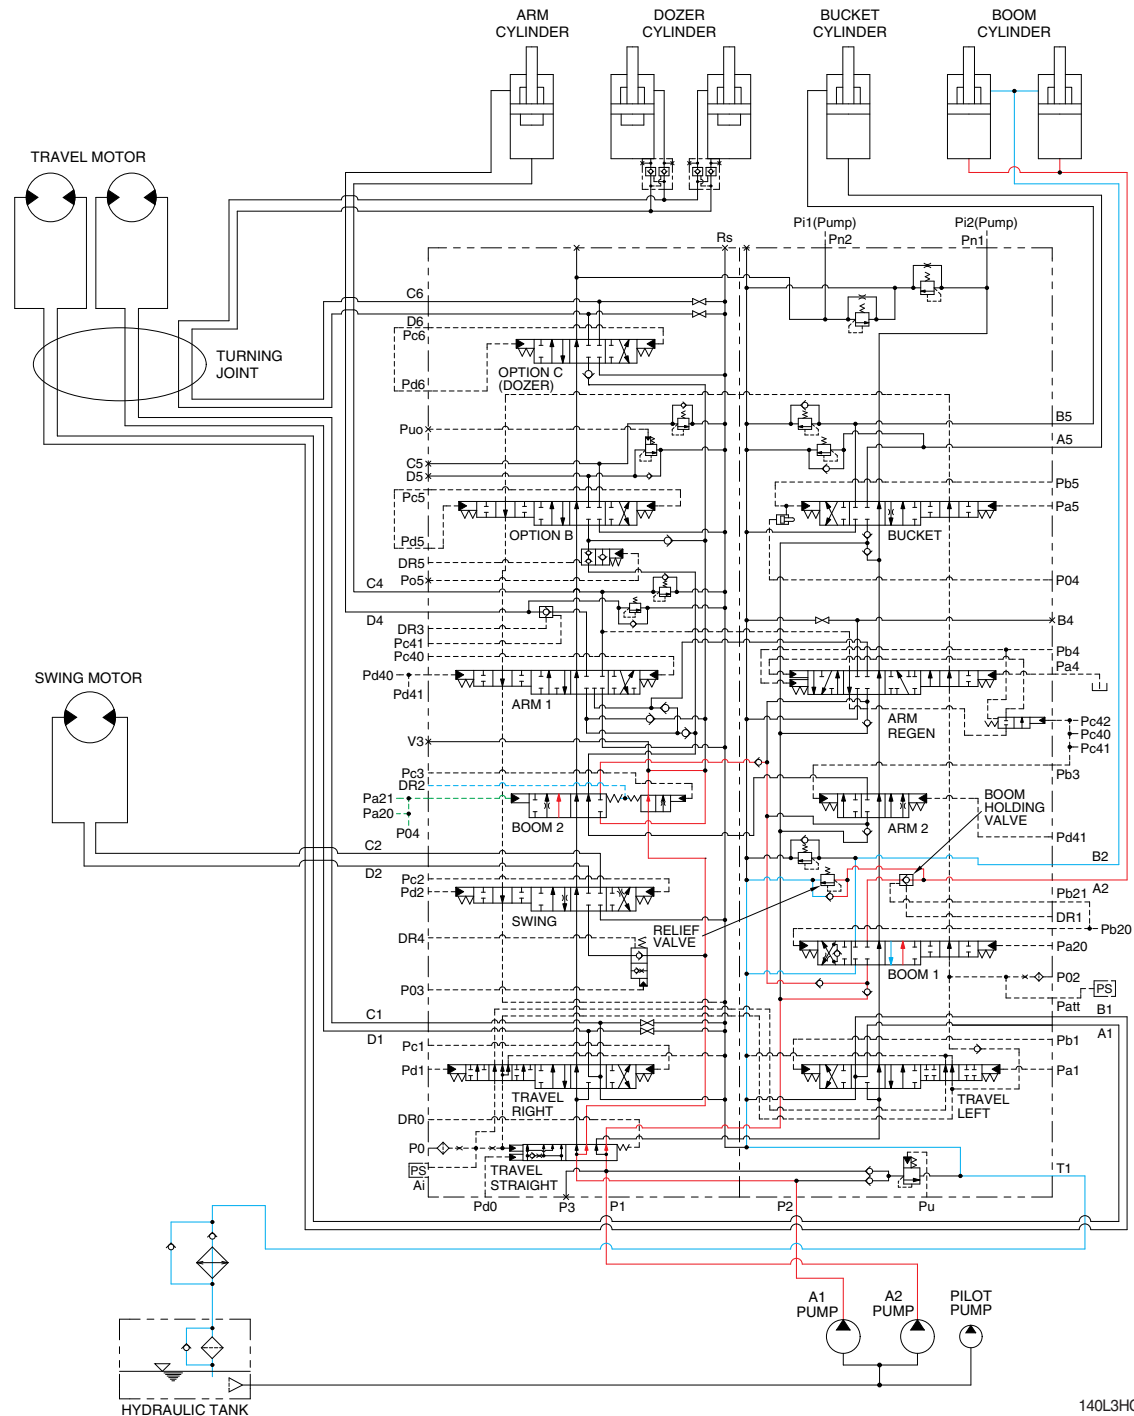 ARM
CYLINDER
DOZER
CYLINDER
BUCKET
CYLINDER
BOOM
CYLINDER
TRAVEL MOTOR
TURNING
JOINT
SWING MOTOR
Rs
Pi1(Pump)
Pn2
Pi2(Pump)
Pn1
C6
D6
Pc6
Pd6
OPTION C
(DOZER)
Puo
C5
D5
Pc5
Pd5
OPTION B
DR5
Po5
C4
D4
DR3
Pc41
Pc40
Pd40
Pd41
ARM 1
V3
Pc3
DR2
Pa21
Pa20
P04
BOOM 2
C2
D2
Pc2
Pd2
SWING
DR4
P03
C1
D1
Pc1
Pd1
TRAVEL
RIGHT
DR0
P0
PS
Ai
TRAVEL
STRAIGHT
Pd0
P3
P1
P2
Pu
B5
A5
Pb5
Pa5
BUCKET
P04
B4
Pb4
Pa4
ARM
REGEN
Pc42
Pc40
Pc41
Pb3
BOOM
HOLDING
VALVE
ARM 2
Pd41
B2
A2
Pb21
DR1
Pb20
RELIEF
VALVE
Pa20
BOOM 1
P02
PS
Patt
B1
A1
Pb1
Pa1
TRAVEL
LEFT
T1
A1
PUMP
A2
PUMP
PILOT
PUMP
HYDRAULIC TANK